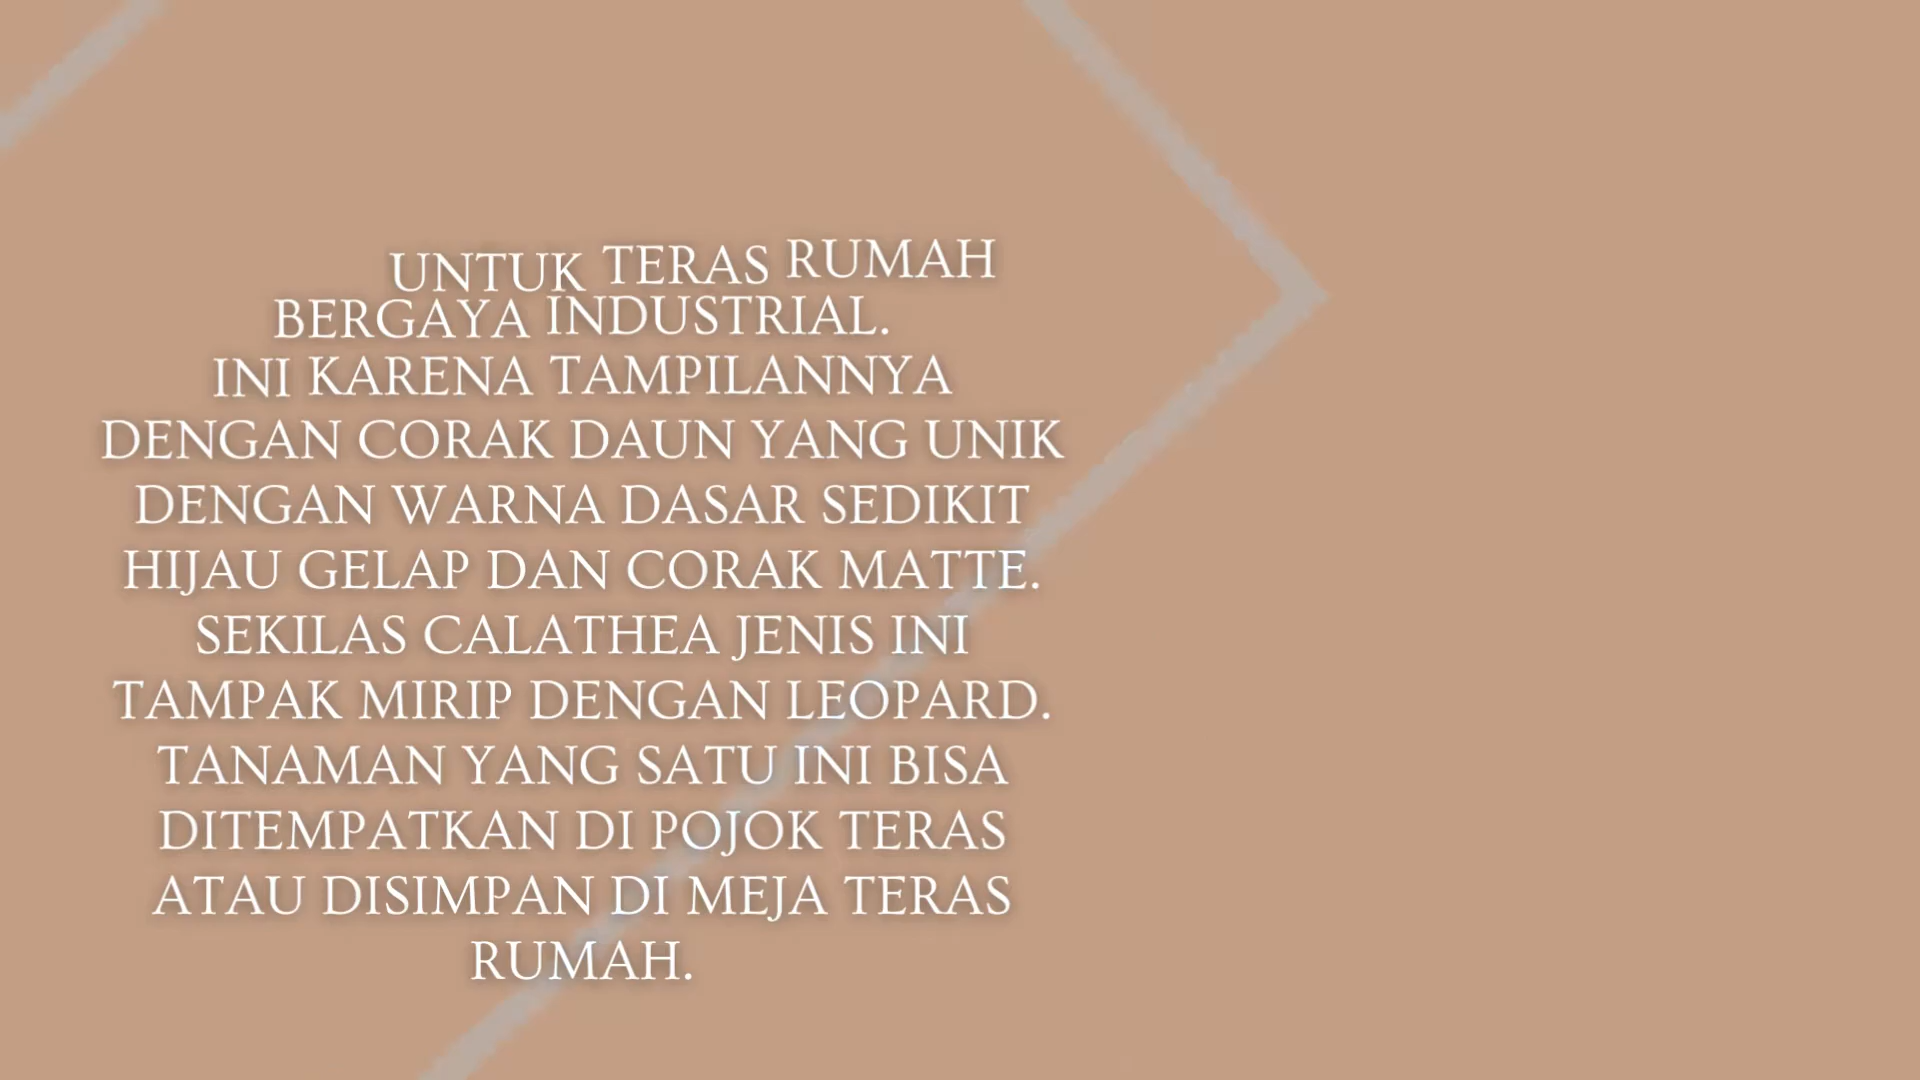 UNTUK TERAS RUMAH
BERGAYA INDUSTRIAL.
INI KARENA TAMPILANNYA
DENGAN CORAK DAUN YANG UNIK
DENGAN WARNA DASAR SEDIKIT
HIJAU GELAP DAN CORAK MATTE.
SEKILAS CALATHEA JENIS INI
TAMPAK MIRIP DENGAN LEOPARD.
TANAMAN YANG SATU INI BISA
DITEMPATKAN DI POJOK TERAS
ATAU DISIMPAN DI MEJA TERAS
RUMAH.